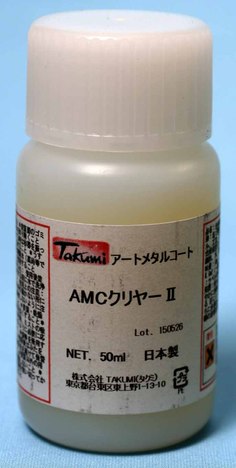 Takumi アートメタルコート
AMCクリヤーⅡ
Lot. 150526
NET. 50ml 日本製
株式会社 TAKUMI(タクミ)
東京都台東区東上野1-13-10